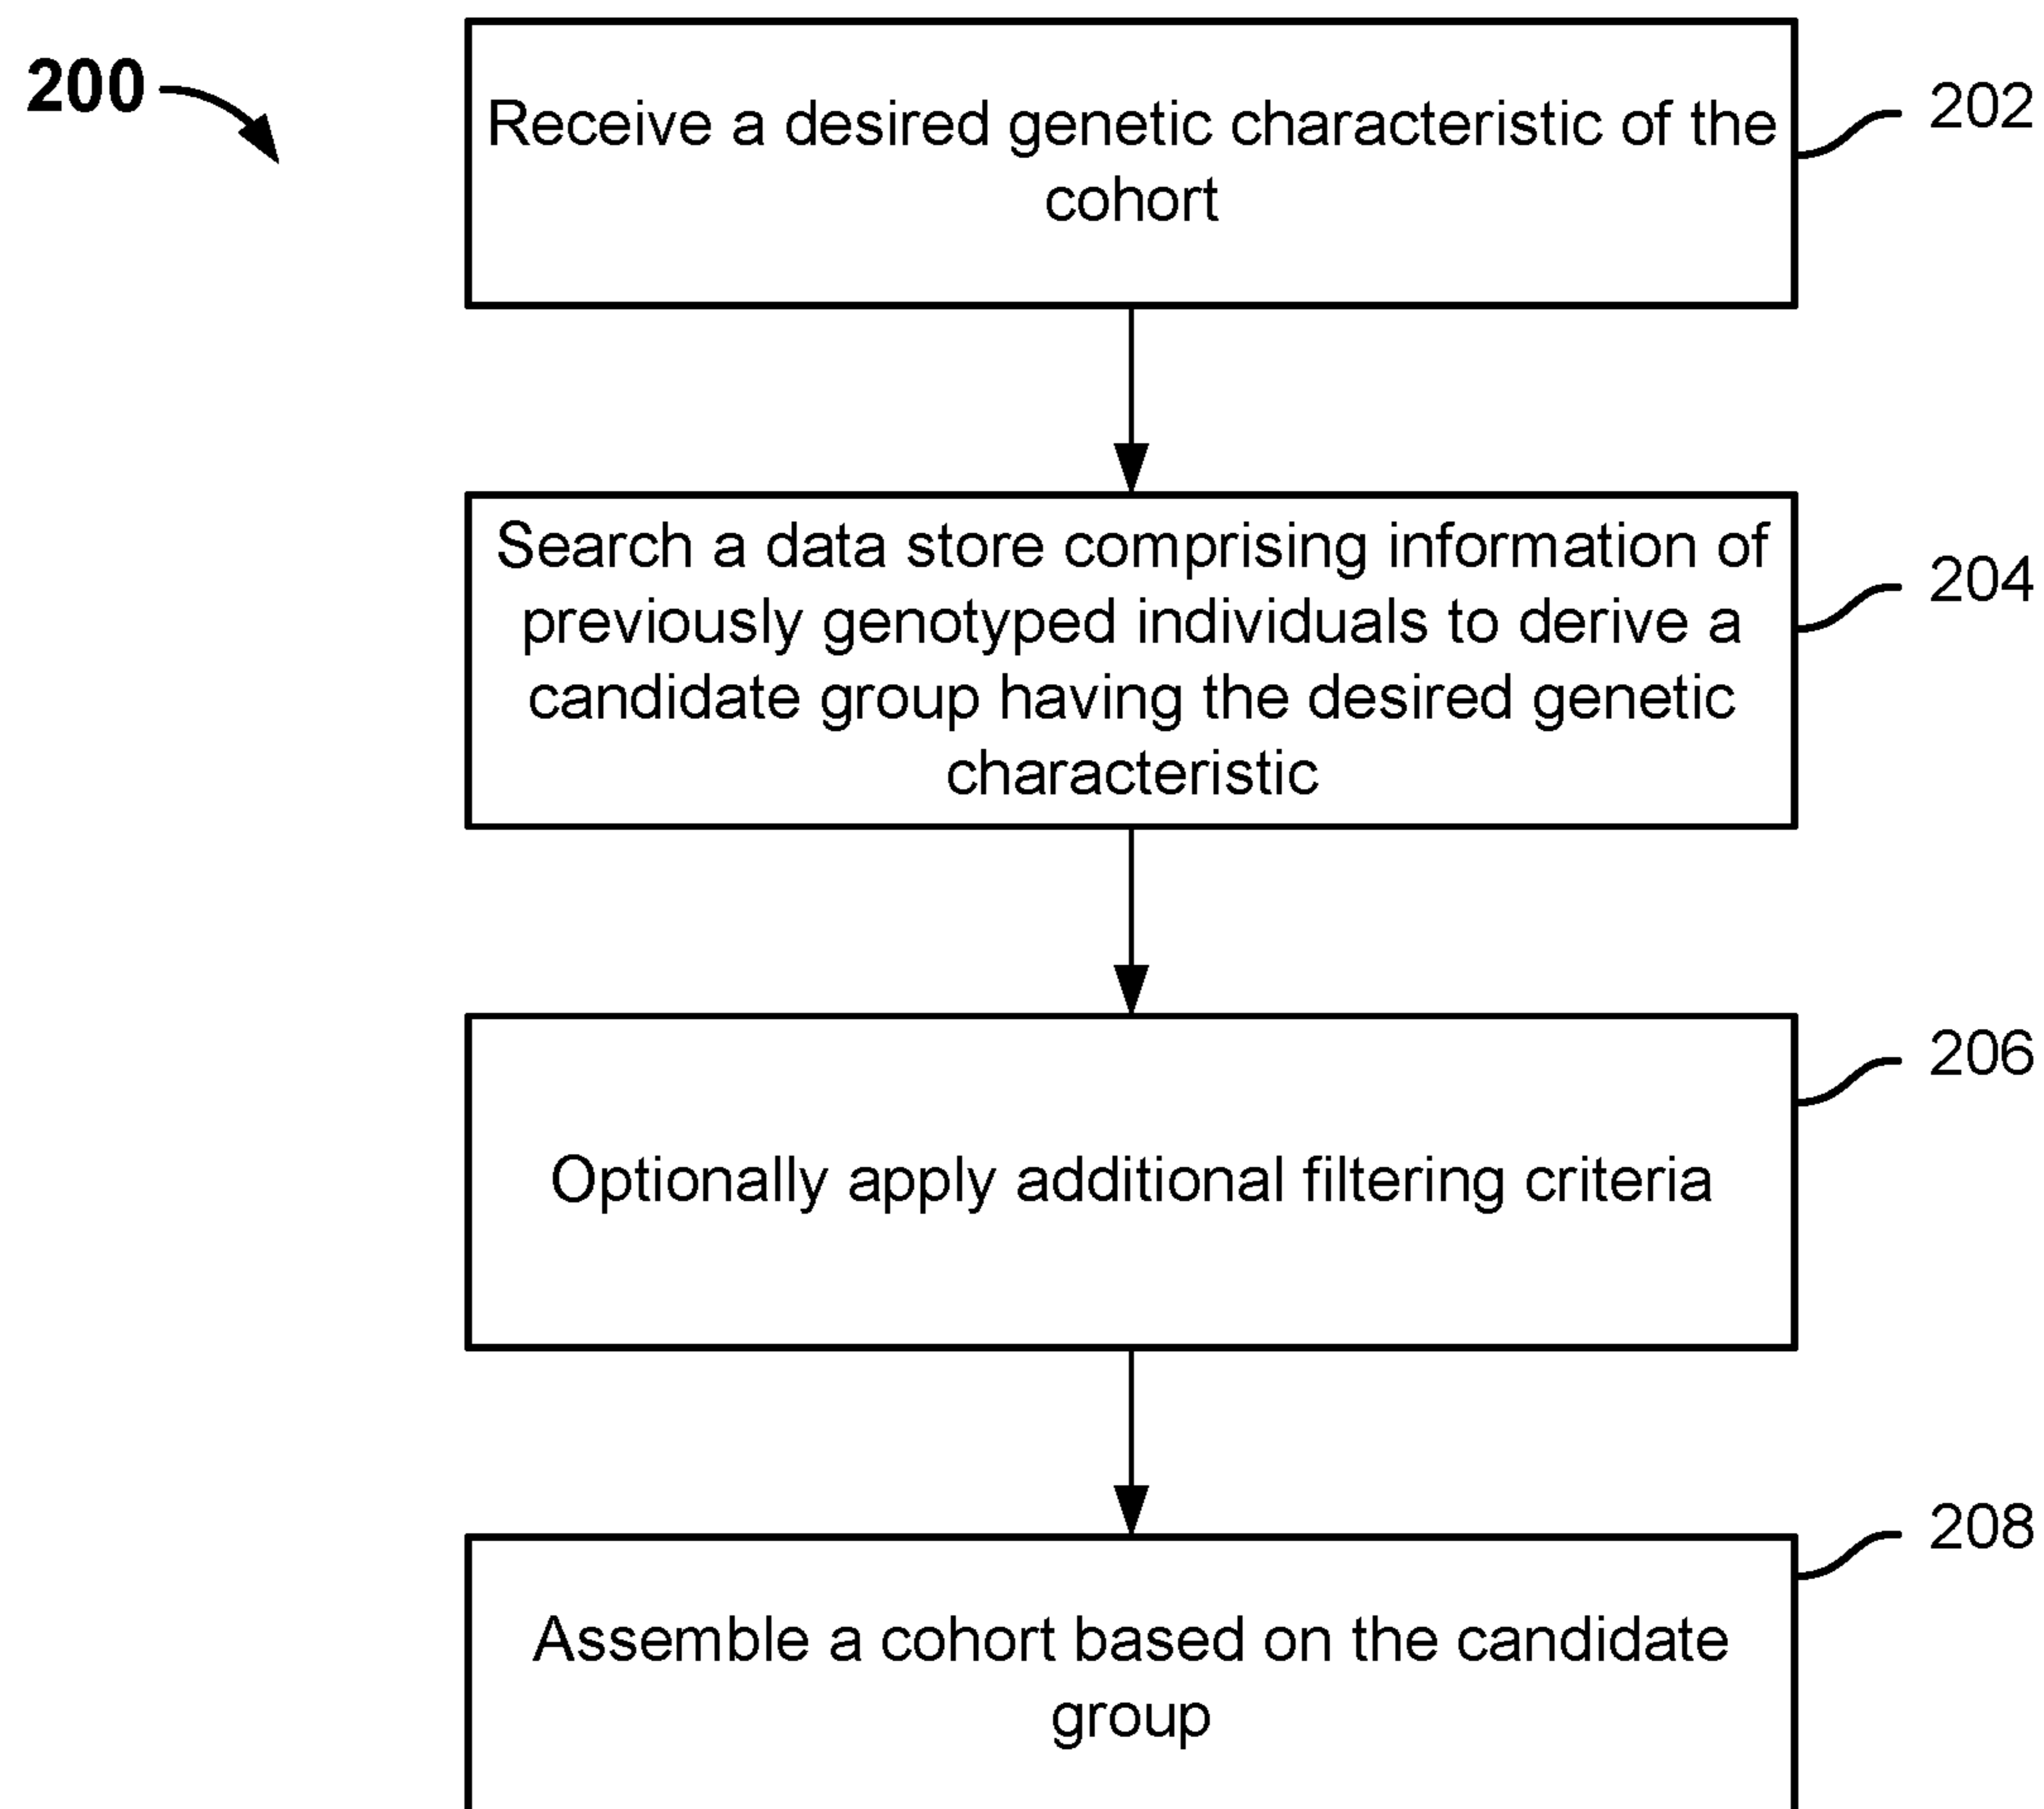 200
Receive a desired genetic characteristic of the
cohort
202
Search a data store comprising information of
previously genotyped individuals to derive a
candidate group having the desired genetic
characteristic
204
Optionally apply additional filtering criteria
206
Assemble a cohort based on the candidate
group
208